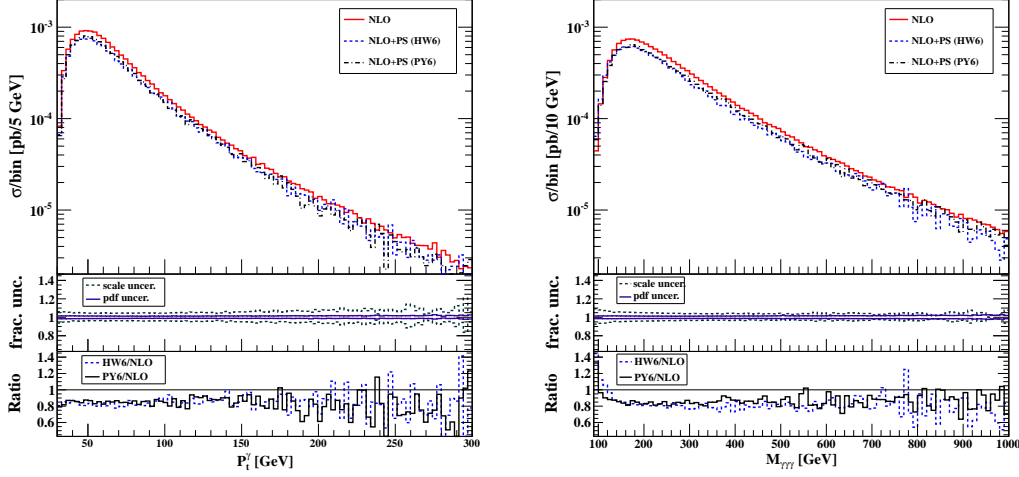 σ/bin [pb/5 GeV]
10⁻³
10⁻⁴
10⁻⁵
NLO
NLO+PS (HW6)
NLO+PS (PY6)
frac. unc.
1.4
1.2
1
0.8
scale uncer.
pdf uncer.
Ratio
1.4
1.2
1
0.8
0.6
HW6/NLO
PY6/NLO
50 100 150 200 250 300
P_t^γ [GeV]
σ/bin [pb/10 GeV]
10⁻³
10⁻⁴
10⁻⁵
NLO
NLO+PS (HW6)
NLO+PS (PY6)
frac. unc.
1.4
1.2
1
0.8
scale uncer.
pdf uncer.
Ratio
1.4
1.2
1
0.8
0.6
HW6/NLO
PY6/NLO
100 200 300 400 500 600 700 800 900 1000
M_γγγ [GeV]